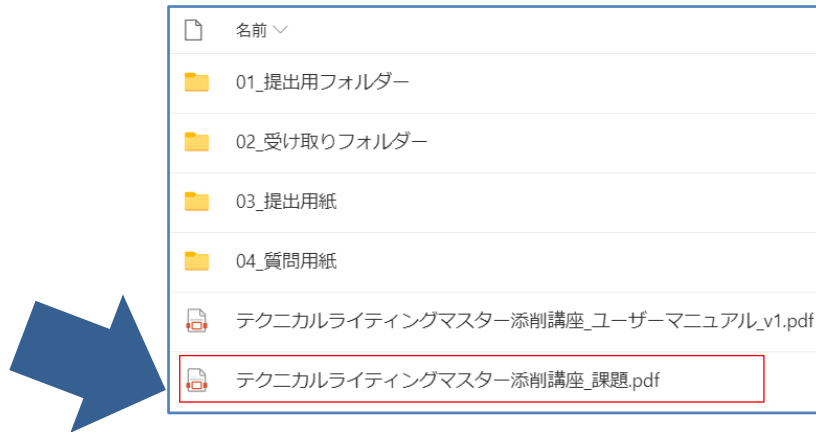 名前
01_提出用フォルダー
02_受け取りフォルダー
03_提出用紙
04_質問用紙
テクニカルライティングマスター添削講座_ユーザーマニュアル_v1.pdf
テクニカルライティングマスター添削講座_課題.pdf